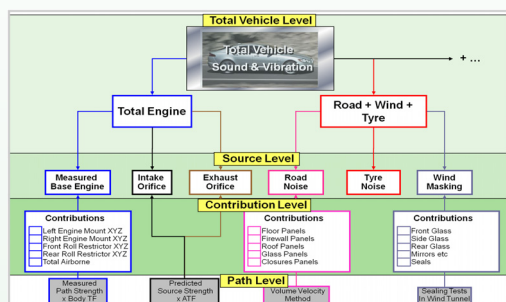 Total Vehicle Level
Total Vehicle
Sound & Vibration
+ ...
Total Engine
Road + Wind +
Tyre
Source Level
Measured
Base Engine
Intake
Orifice
Exhaust
Orifice
Road
Noise
Tyre
Noise
Wind
Masking
Contribution Level
Contributions
Left Engine Mount XYZ
Right Engine Mount XYZ
Front Roll Restrictor XYZ
Rear Roll Restrictor XYZ
Total Airborne
Contributions
Floor Panels
Firewall Panels
Roof Panels
Glass Panels
Closures Panels
Contributions
Front Glass
Side Glass
Rear Glass
Mirrors etc
Seals
Path Level
Measured
Path Strength
x Body TF
Predicted
Source Strength
x ATF
Volume Velocity
Method
Sealing Tests
In Wind Tunnel